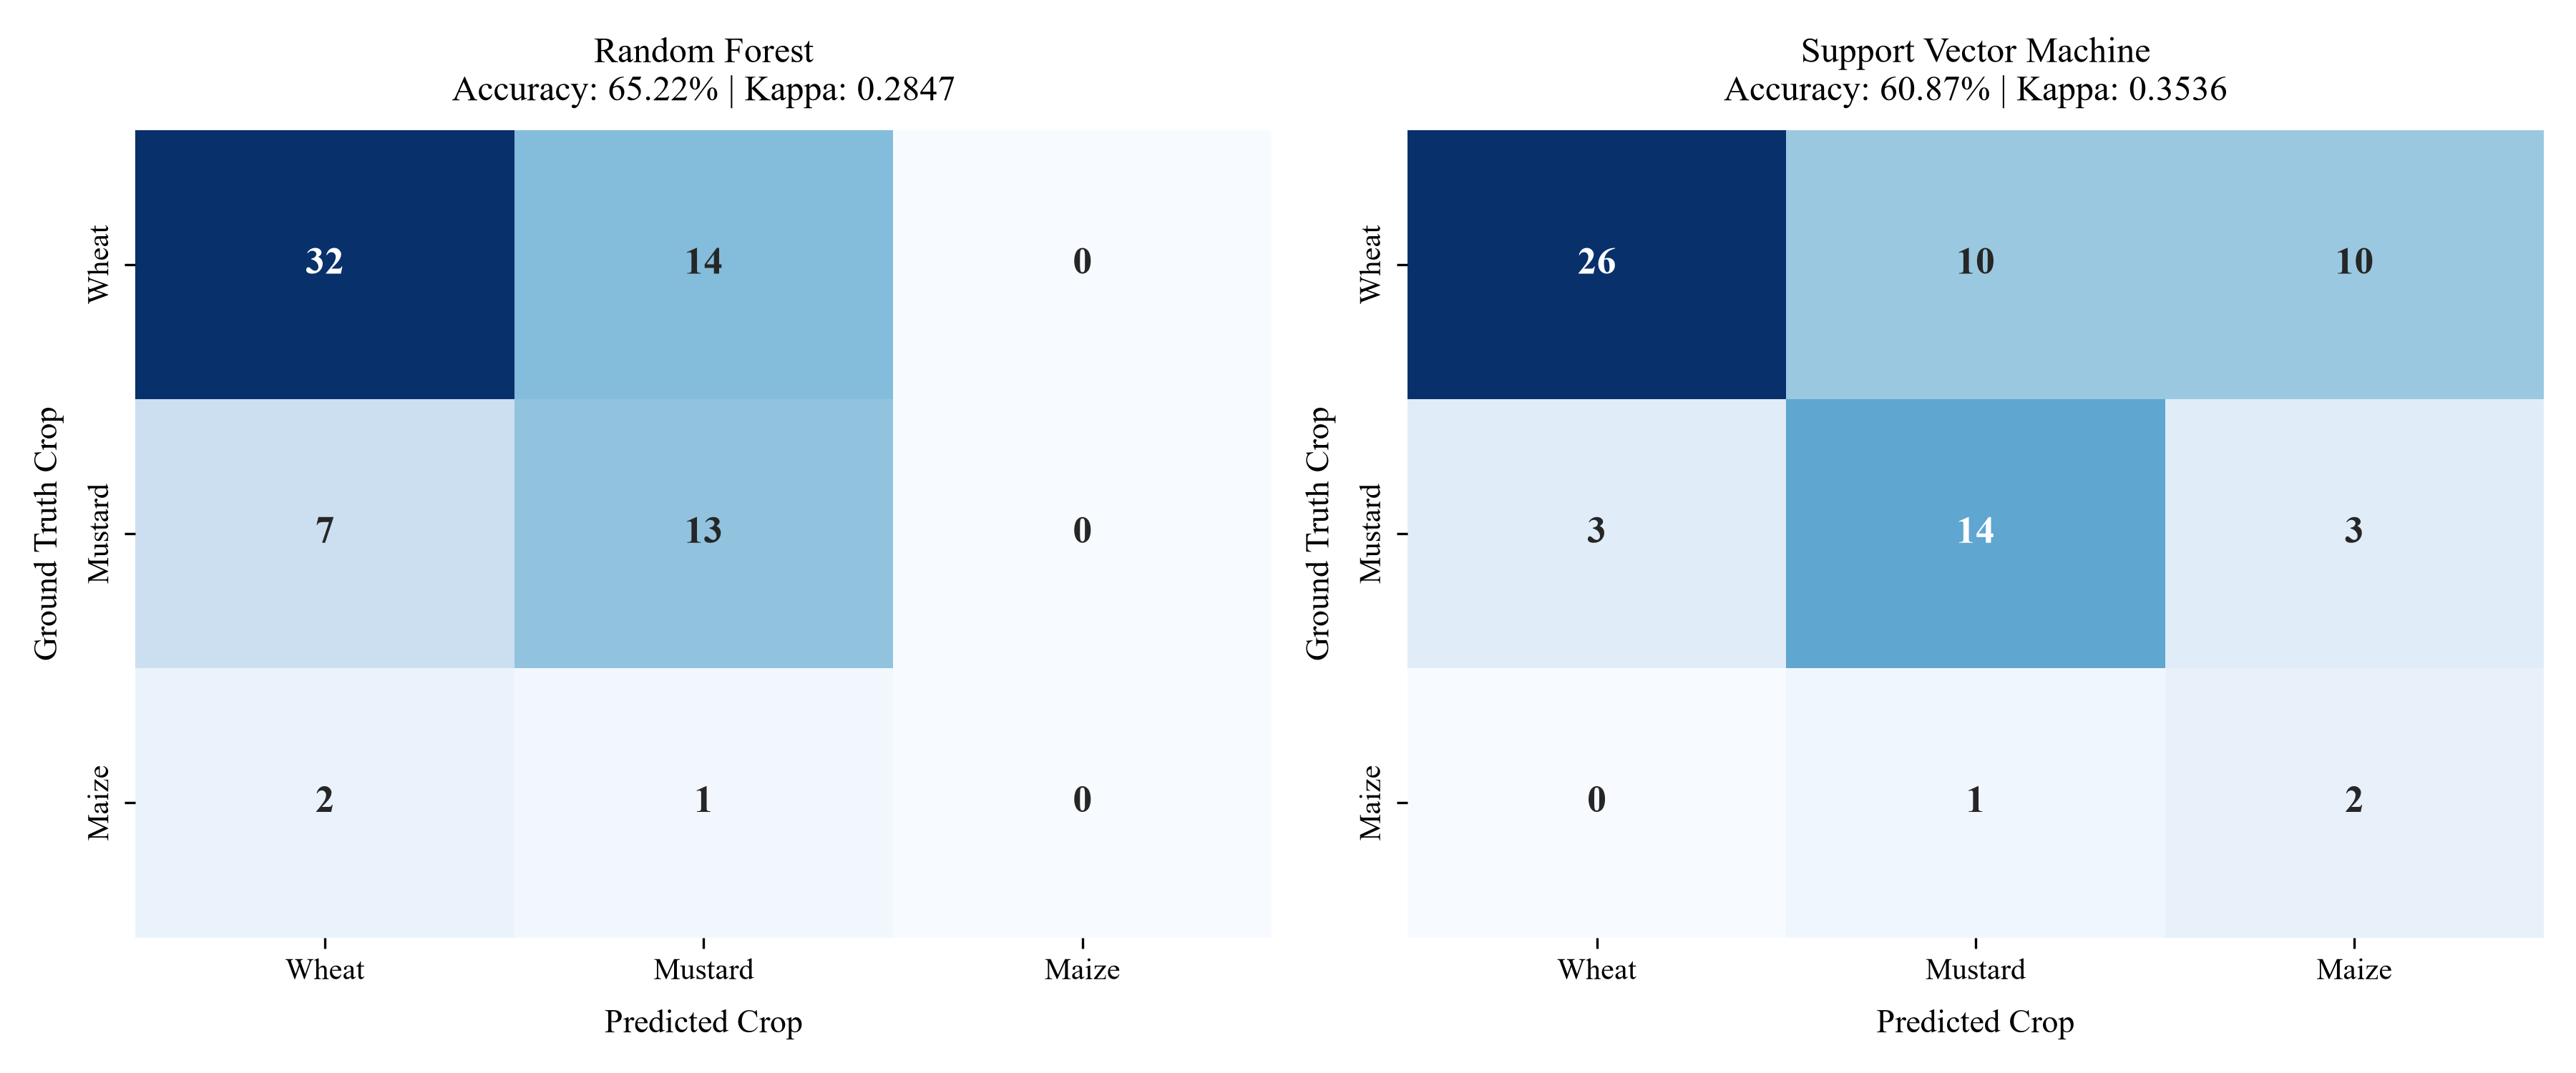 Random Forest
Accuracy: 65.22% | Kappa: 0.2847
Ground Truth Crop
Wheat
32 14 0
Mustard
7 13 0
Maize
2 1 0
Wheat Mustard Maize
Predicted Crop
Support Vector Machine
Accuracy: 60.87% | Kappa: 0.3536
Ground Truth Crop
Wheat
26 10 10
Mustard
3 14 3
Maize
0 1 2
Wheat Mustard Maize
Predicted Crop